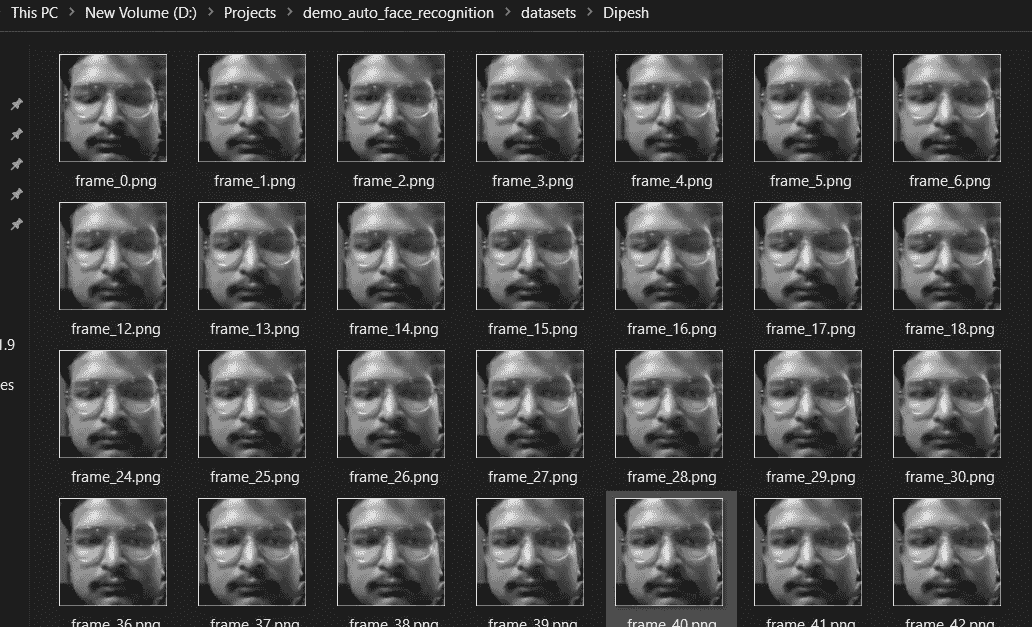 This PC > New Volume (D:) > Projects > demo_auto_face_recognition > datasets > Dipesh
frame_0.png frame_1.png frame_2.png frame_3.png frame_4.png frame_5.png frame_6.png
frame_12.png frame_13.png frame_14.png frame_15.png frame_16.png frame_17.png frame_18.png
1.9
es
frame_24.png frame_25.png frame_26.png frame_27.png frame_28.png frame_29.png frame_30.png
frame_36.png frame_37.png frame_38.png frame_39.png frame_40.png frame_41.png frame_42.png